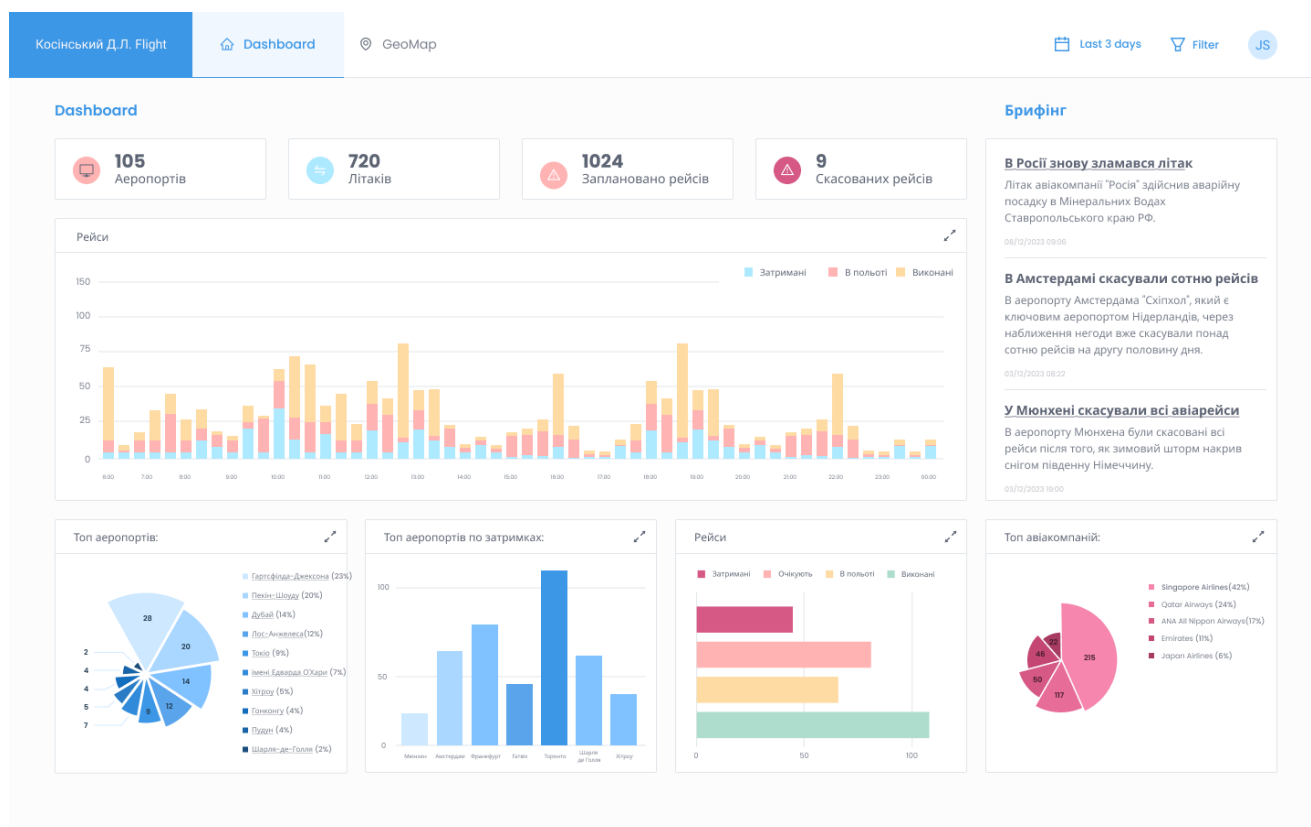 Косінський Д.Л. Flight
Dashboard
GeoMap
Last 3 days
Filter
JS
Dashboard
Брифінг
105
Аеропортів
720
Літаків
1024
Заплановано рейсів
9
Скасованих рейсів
Рейси
Затримані
В польоті
Виконані
150
100
75
50
25
0
6:00
7:00
8:00
9:00
10:00
11:00
12:00
13:00
14:00
15:00
16:00
17:00
18:00
19:00
20:00
21:00
22:00
23:00
00:00
В Росії знову зламався літак
Літак авіакомпанії "Росія" здійснив аварійну
посадку в Мінеральних Водах
Ставропольського краю РФ.
06/12/2023 09:06
В Амстердамі скасували сотню рейсів
В аеропорту Амстердама "Схіпхол", який є
ключовим аеропортом Нідерландів, через
наближення негоди вже скасували понад
сотню рейсів на другу половину дня.
03/12/2023 08:22
У Мюнхені скасували всі авіарейси
В аеропорту Мюнхена були скасовані всі
рейси після того, як зимовий шторм накрив
снігом південну Німеччину.
03/12/2023 19:00
Топ аеропортів:
28
20
14
12
9
7
5
4
4
2
Гартсфілда-Джексона (23%)
Пекін-Шоуду (20%)
Дубай (14%)
Лос-Анжелеса(12%)
Токіо (9%)
імені Едварда О'Хари (7%)
Хітроу (5%)
Гонконгу (4%)
Пудун (4%)
Шарля-де-Голля (2%)
Топ аеропортів по затримках:
100
50
0
Мюнхен
Амстердам
Франкфурт
Гатвік
Торонто
Шарля
де Голля
Хітроу
Рейси
Затримані
Очікують
В польоті
Виконані
0
50
100
Топ авіакомпаній:
215
117
50
46
22
Singapore Airlines(42%)
Qatar Airways (24%)
ANA All Nippon Airways(17%)
Emirates (11%)
Japan Airlines (6%)